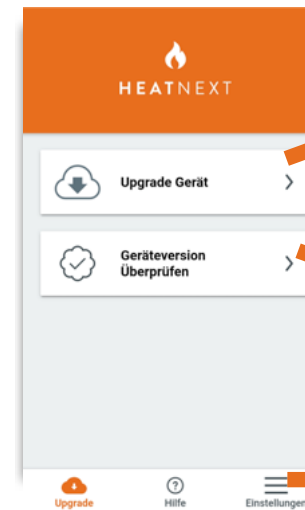 HEATNEXT
Upgrade Gerät
Geräteversion
Überprüfen
Upgrade
Hilfe
Einstellungen